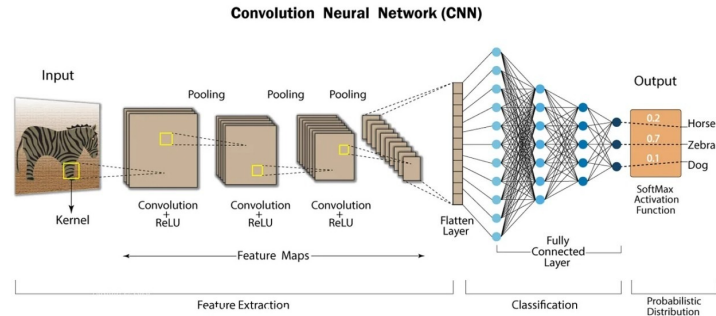 Convolution Neural Network (CNN)
Input
Pooling
Pooling
Pooling
Output
0.2
Horse
0.7
Zebra
0.1
Dog
SoftMax
Activation
Function
Kernel
Convolution
+
ReLU
Convolution
+
ReLU
Convolution
+
ReLU
Flatten
Layer
Fully
Connected
Layer
Feature Maps
Feature Extraction
Classification
Probabilistic
Distribution